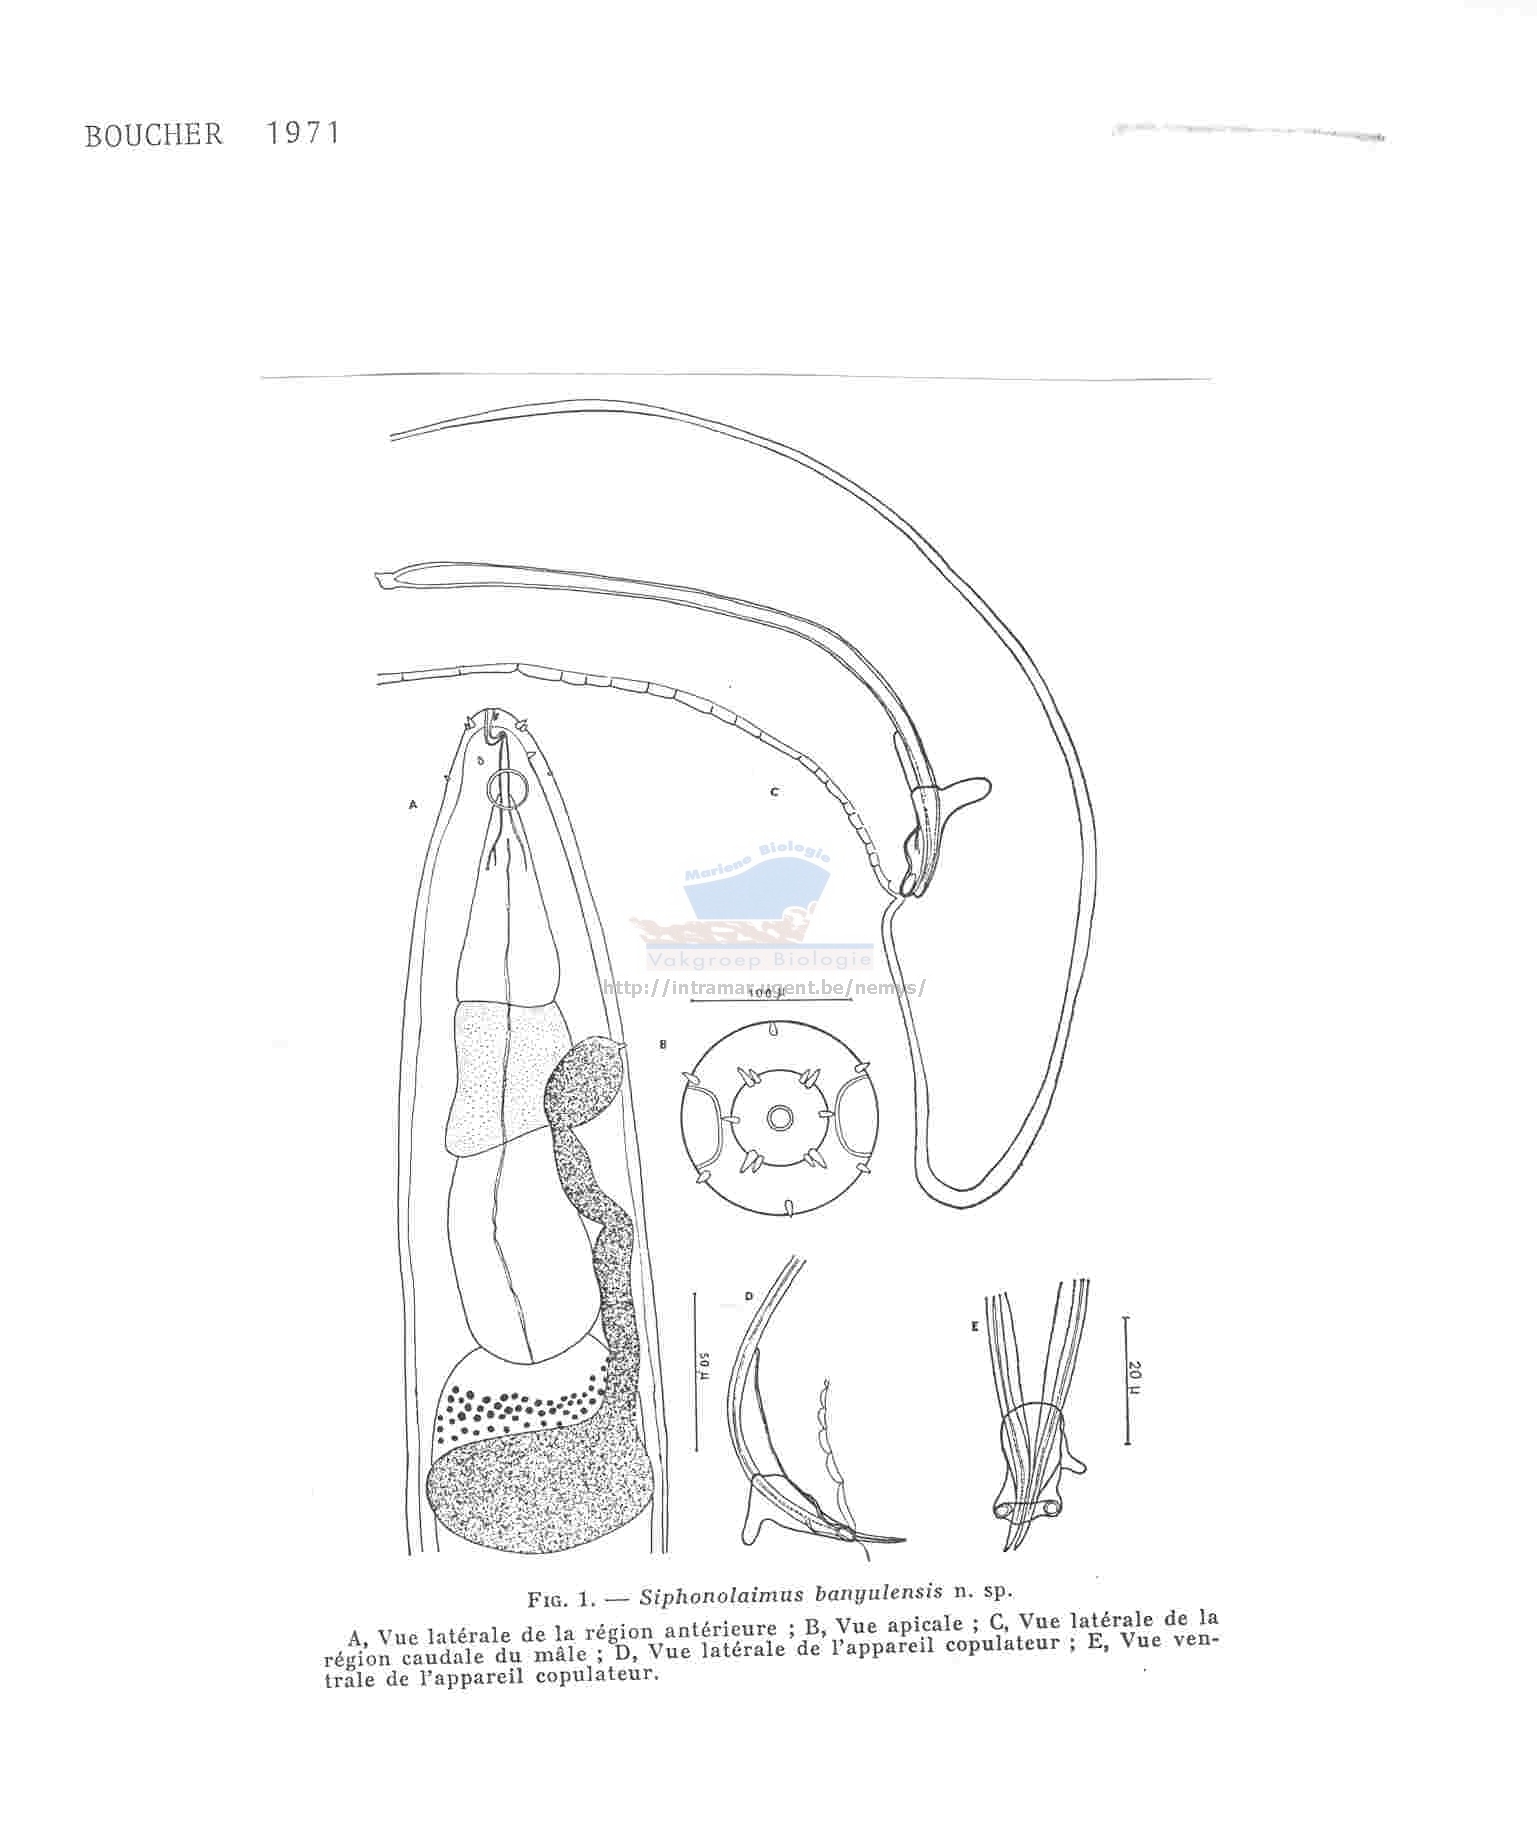 BOUCHER 1971
A
C
Mariene Biologie
Vakgroep Biologie
http://intramar.ugent.be/nemys/
100 µ
B
D
50 µ
E
20 µ
FIG. 1. — Siphonolaimus banyulensis n. sp.
A, Vue latérale de la région antérieure ; B, Vue apicale ; C, Vue latérale de la
région caudale du mâle ; D, Vue latérale de l'appareil copulateur ; E, Vue ven-
trale de l'appareil copulateur.